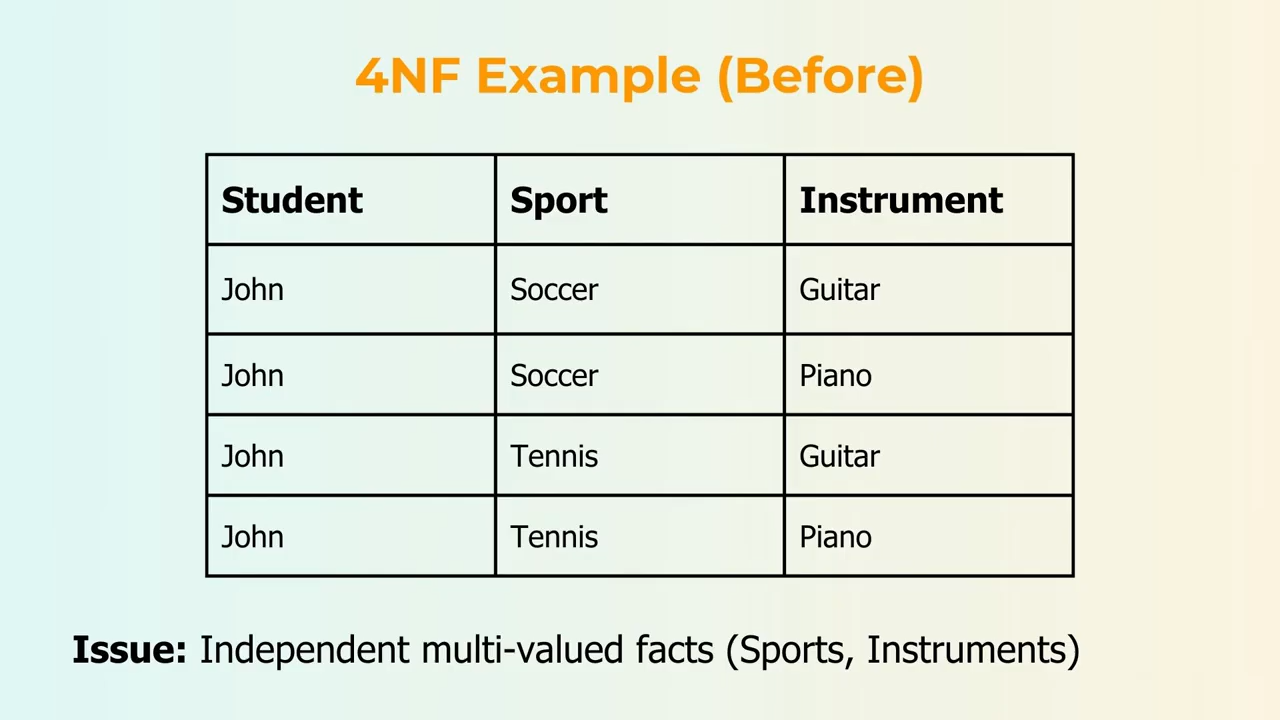 4NF Example (Before)
Student Sport Instrument
John Soccer Guitar
John Soccer Piano
John Tennis Guitar
John Tennis Piano
Issue: Independent multi-valued facts (Sports, Instruments)